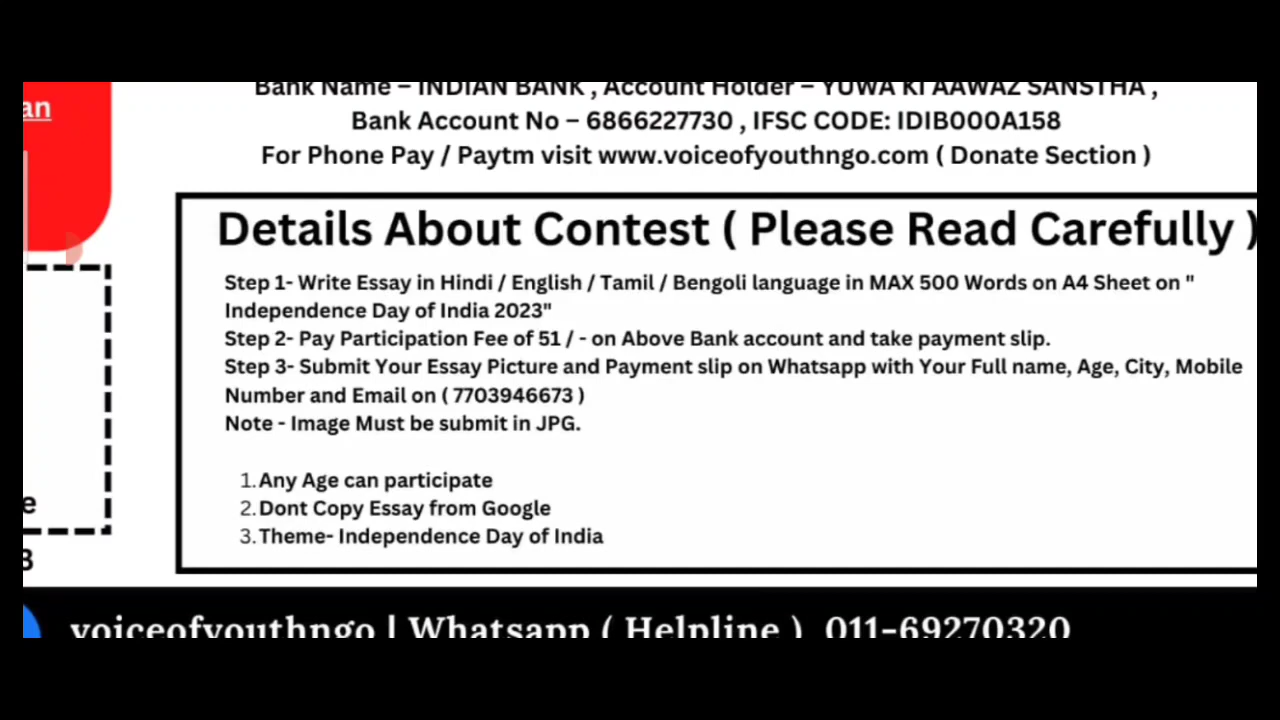 an
Bank Name – INDIAN BANK , Account Holder – YUWA KI AAWAZ SANSTHA ,
Bank Account No – 6866227730 , IFSC CODE: IDIB000A158
For Phone Pay / Paytm visit www.voiceofyouthngo.com ( Donate Section )
Details About Contest ( Please Read Carefully )
Step 1- Write Essay in Hindi / English / Tamil / Bengoli language in MAX 500 Words on A4 Sheet on "
Independence Day of India 2023"
Step 2- Pay Participation Fee of 51 / - on Above Bank account and take payment slip.
Step 3- Submit Your Essay Picture and Payment slip on Whatsapp with Your Full name, Age, City, Mobile
Number and Email on ( 7703946673 )
Note - Image Must be submit in JPG.
1. Any Age can participate
2. Dont Copy Essay from Google
3. Theme- Independence Day of India
e
3
voiceofyouthngo | Whatsapp ( Helpline ) 011-69270320